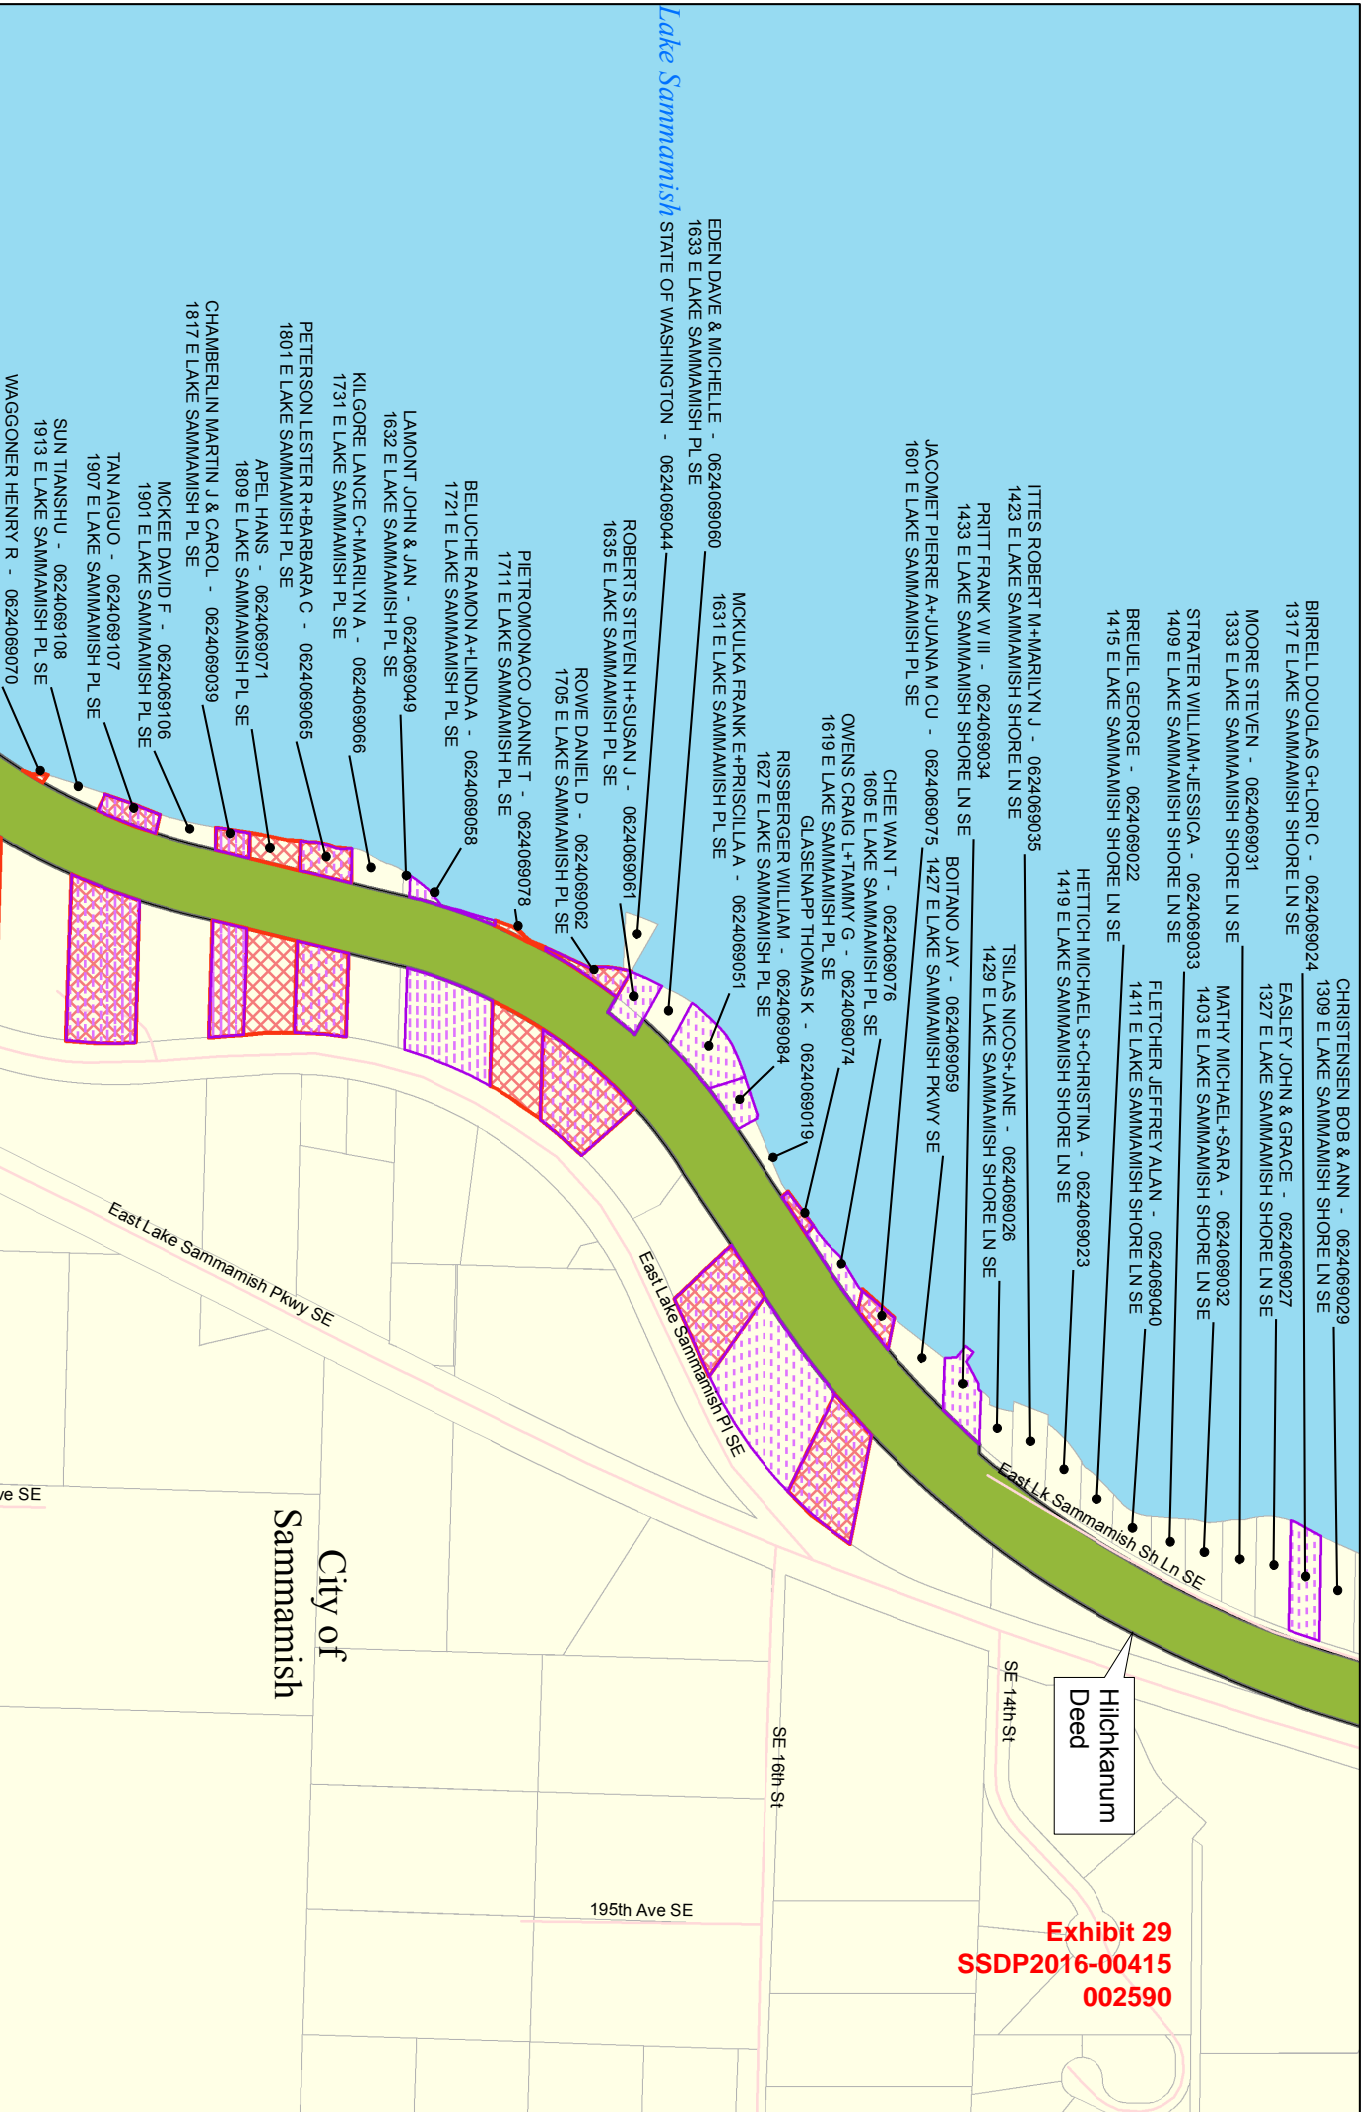 CHRISTENSEN BOB & ANN - 0624069029
1309 E LAKE SAMMAMISH SHORE LN SE
BIRRELL DOUGLAS G+LORI C - 0624069024
1317 E LAKE SAMMAMISH SHORE LN SE
EASLEY JOHN & GRACE - 0624069027
1327 E LAKE SAMMAMISH SHORE LN SE
MOORE STEVEN - 0624069031
1333 E LAKE SAMMAMISH SHORE LN SE
MATHY MICHAEL+SARA - 0624069032
1403 E LAKE SAMMAMISH SHORE LN SE
STRATER WILLIAM+JESSICA - 0624069033
1409 E LAKE SAMMAMISH SHORE LN SE
FLETCHER JEFFREY ALAN - 0624069040
1411 E LAKE SAMMAMISH SHORE LN SE
BREUEL GEORGE - 0624069022
1415 E LAKE SAMMAMISH SHORE LN SE
HETTICH MICHAEL S+CHRISTINA - 0624069023
1419 E LAKE SAMMAMISH SHORE LN SE
ITTES ROBERT M+MARILYN J - 0624069035
1423 E LAKE SAMMAMISH SHORE LN SE
TSILAS NICOS+JANE - 0624069026
1429 E LAKE SAMMAMISH SHORE LN SE
PRITT FRANK W III - 0624069034
1433 E LAKE SAMMAMISH SHORE LN SE
BOITANO JAY - 0624069059
1427 E LAKE SAMMAMISH PKWY SE
JACOMET PIERRE A+JUANA M CU - 0624069075
1601 E LAKE SAMMAMISH PL SE
CHEE WAN T - 0624069076
1605 E LAKE SAMMAMISH PL SE
OWENS CRAIG L+TAMMY G - 0624069074
1619 E LAKE SAMMAMISH PL SE
GLASENAPP THOMAS K - 0624069019
RISSBERGER WILLIAM - 0624069084
1627 E LAKE SAMMAMISH PL SE
MCKULKA FRANK E+PRISCILLA A - 0624069051
1631 E LAKE SAMMAMISH PL SE
EDEN DAVE & MICHELLE - 0624069060
1633 E LAKE SAMMAMISH PL SE
Lake Sammamish
STATE OF WASHINGTON - 0624069044
ROBERTS STEVEN H+SUSAN J - 0624069061
1635 E LAKE SAMMAMISH PL SE
ROWE DANIEL D - 0624069062
1705 E LAKE SAMMAMISH PL SE
PIETROMONACO JOANNE T - 0624069078
1711 E LAKE SAMMAMISH PL SE
BELUCHE RAMON A+LINDA A - 0624069058
1721 E LAKE SAMMAMISH PL SE
LAMONT JOHN & JAN - 0624069049
1632 E LAKE SAMMAMISH PL SE
KILGORE LANCE C+MARILYN A - 0624069066
1731 E LAKE SAMMAMISH PL SE
PETERSON LESTER R+BARBARA C - 0624069065
1801 E LAKE SAMMAMISH PL SE
APEL HANS - 0624069071
1809 E LAKE SAMMAMISH PL SE
CHAMBERLIN MARTIN J & CAROL - 0624069039
1817 E LAKE SAMMAMISH PL SE
MCKEE DAVID F - 0624069106
1901 E LAKE SAMMAMISH PL SE
TAN AIGUO - 0624069107
1907 E LAKE SAMMAMISH PL SE
SUN TIANSHU - 0624069108
1913 E LAKE SAMMAMISH PL SE
WAGGONER HENRY R - 0624069070
East Lk Sammamish Sh Ln SE
Hilchkanum
Deed
SE 14th St
SE 16th St
East Lake Sammamish Pl SE
East Lake Sammamish Pkwy SE
195th Ave SE
ve SE
City of
Sammamish
Exhibit 29
SSDP2016-00415
002590